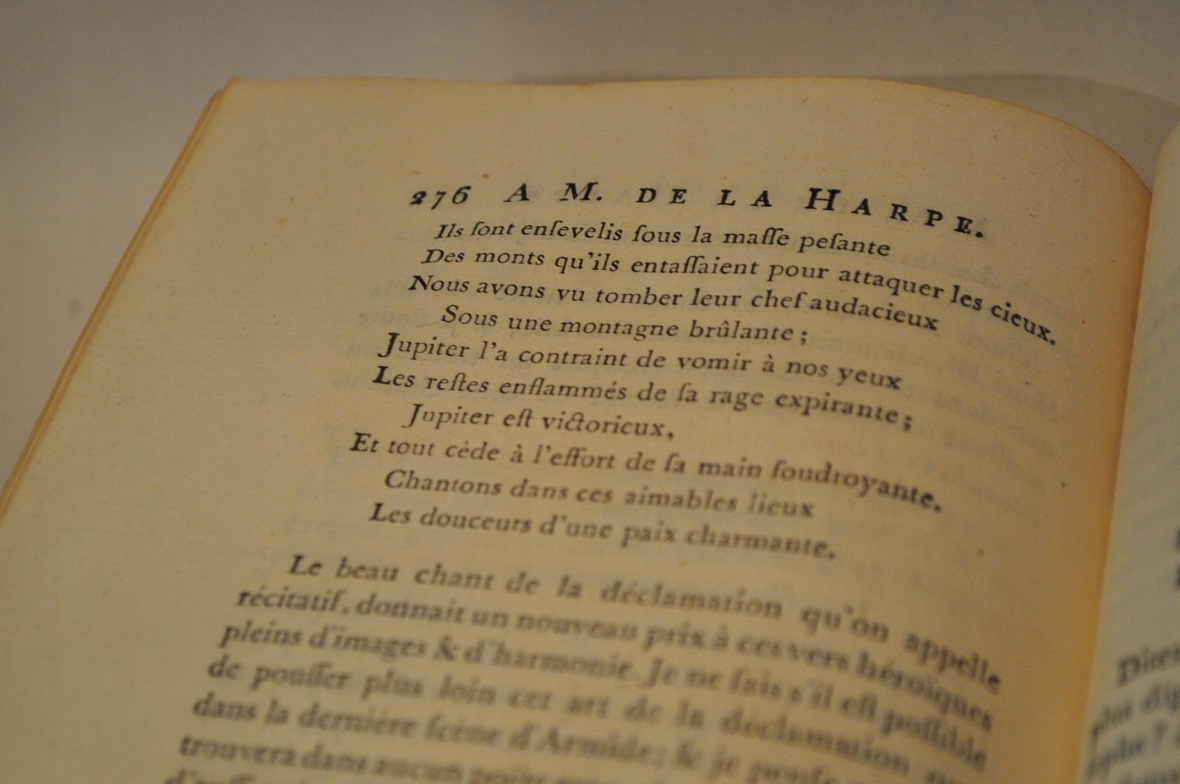 276 A M. DE LA HARPE.
Ils ſont enſevelis ſous la maſſe peſante
Des monts qu'ils entaſſaient pour attaquer les cieux.
Nous avons vu tomber leur chef audacieux
Sous une montagne brûlante ;
Jupiter l'a contraint de vomir à nos yeux
Les reſtes enflammés de ſa rage expirante ;
Jupiter eſt victorieux,
Et tout cède à l'effort de ſa main foudroyante.
Chantons dans ces aimables lieux
Les douceurs d'une paix charmante.
Le beau chant de la déclamation qu'on appelle
récitatif, donnait un nouveau prix à ces vers héroïques
pleins d'images & d'harmonie. Je ne ſais s'il eſt poſſible
de pouſſer plus loin cet art de la déclamation que
dans la dernière ſcène d'Armide ; & je penſe
trouvera dans aucun